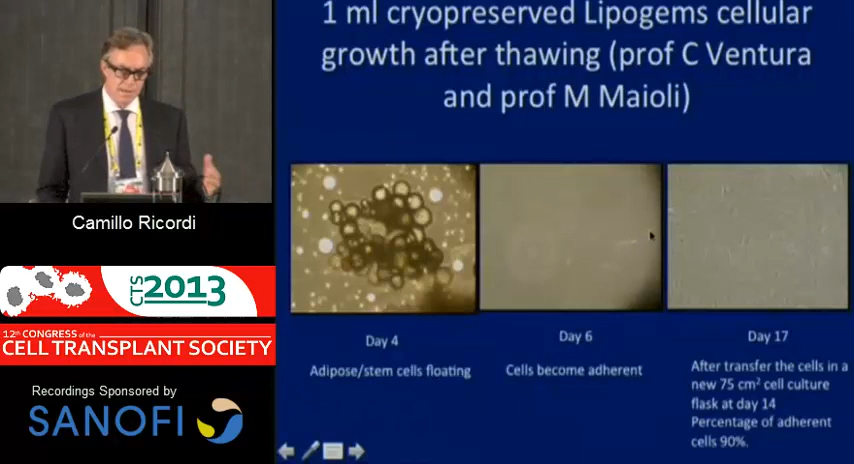 1 ml cryopreserved Lipogems cellular
growth after thawing (prof C Ventura
and prof M Maioli)
Camillo Ricordi
CTS 2013
12th CONGRESS of the
CELL TRANSPLANT SOCIETY
Recordings Sponsored by
SANOFI
Day 4
Adipose/stem cells floating
Day 6
Cells become adherent
Day 17
After transfer the cells in a
new 75 cm² cell culture
flask at day 14
Percentage of adherent
cells 90%.